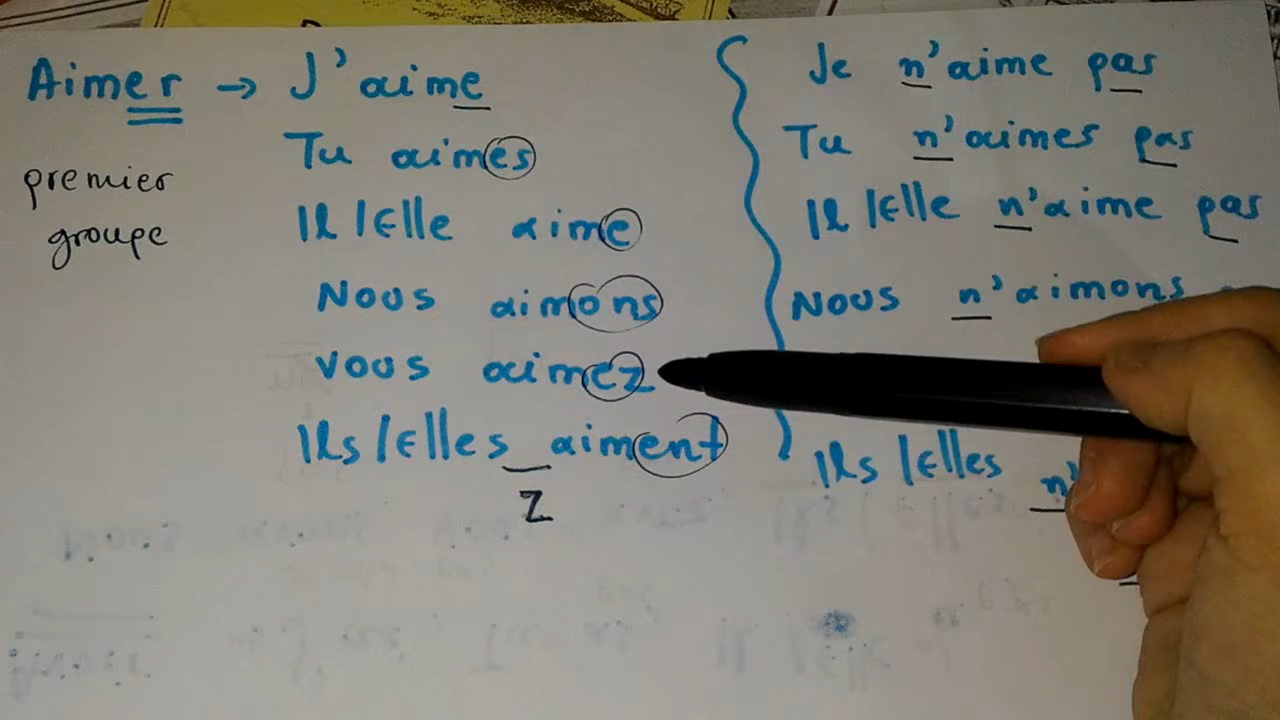 Aimer → J'aime
Tu aimes
Il/Elle aime
Nous aimons
Vous aimez
Ils/Elles aiment
z
premier
groupe
Je n'aime pas
Tu n'aimes pas
Il/Elle n'aime pas
Nous n'aimons
Ils/Elles n'